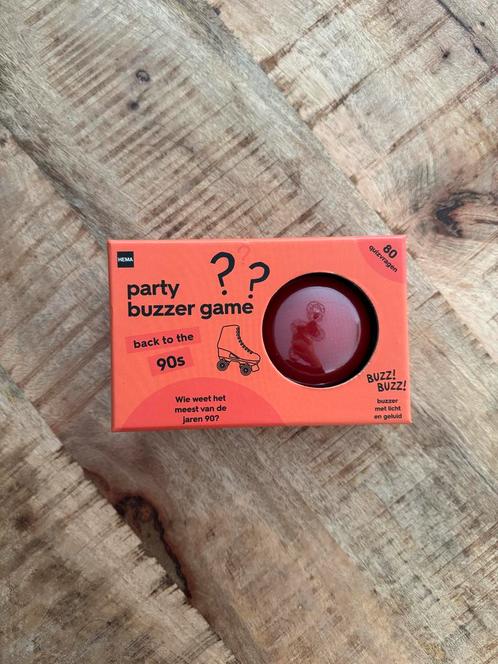 HEMA
party
buzzer game
? ? ?
back to the
90s
Wie weet het
meest van de
jaren 90?
80
quizvragen
BUZZ!
BUZZ!
buzzer
met licht
en geluid